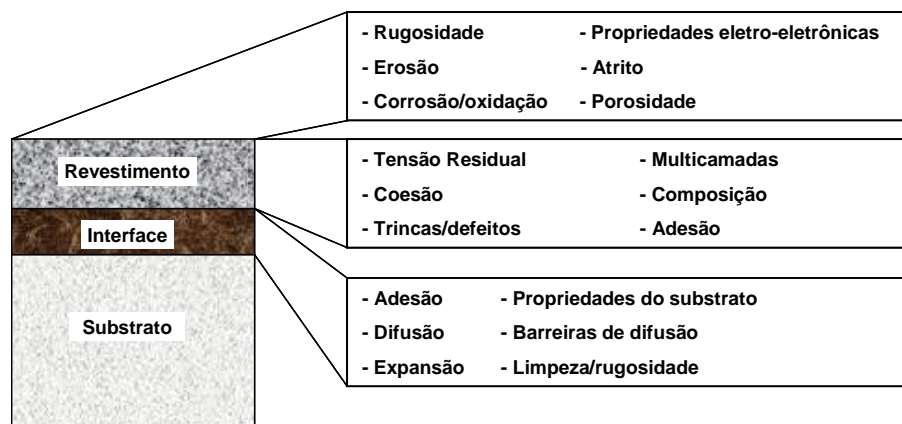 - Rugosidade - Propriedades eletro-eletrônicas
- Erosão - Atrito
- Corrosão/oxidação - Porosidade
Revestimento
- Tensão Residual - Multicamadas
- Coesão - Composição
- Trincas/defeitos - Adesão
Interface
- Adesão - Propriedades do substrato
- Difusão - Barreiras de difusão
- Expansão - Limpeza/rugosidade
Substrato